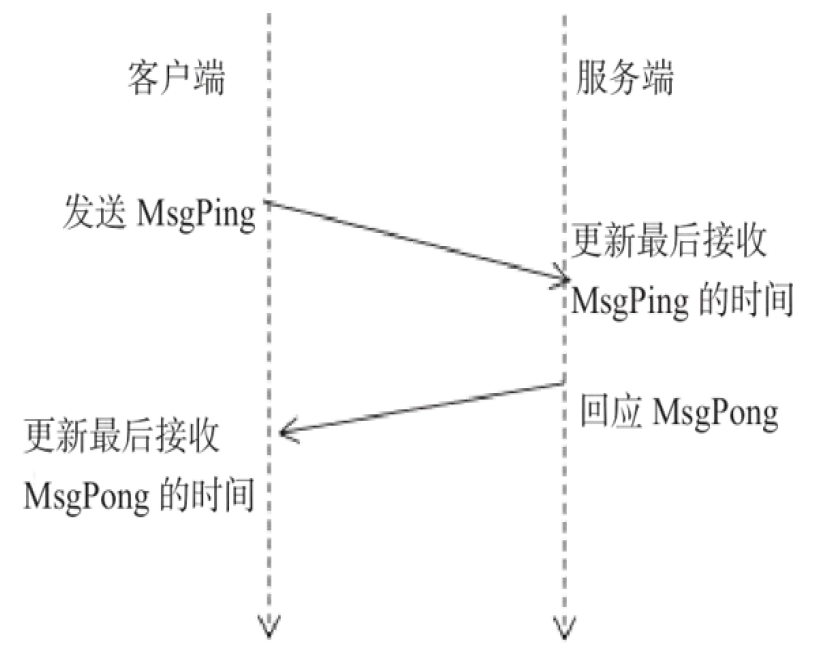 客户端
服务端
发送 MsgPing
更新最后接收
MsgPing 的时间
回应 MsgPong
更新最后接收
MsgPong 的时间